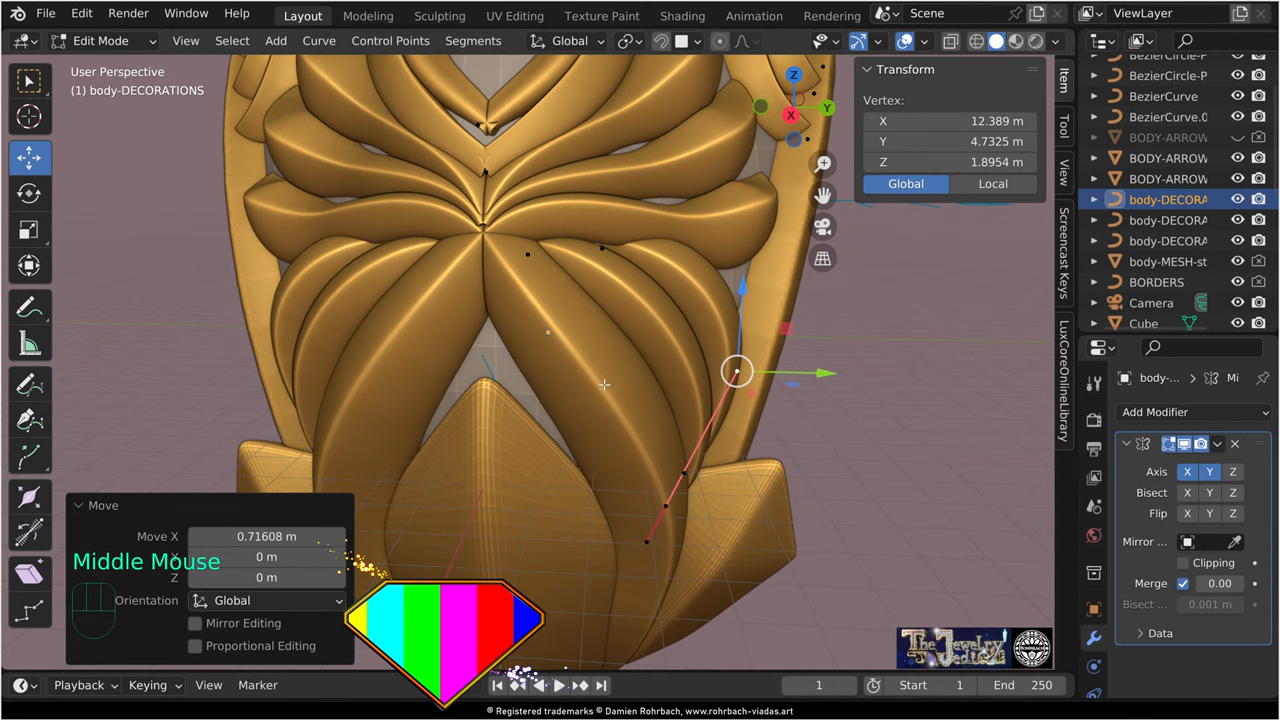 File Edit Render Window Help
Layout Modeling Sculpting UV Editing Texture Paint Shading Animation Rendering
Scene
ViewLayer
Edit Mode View Select Add Curve Control Points Segments
Global
User Perspective
(1) body-DECORATIONS
Transform
Vertex:
X 12.389 m
Y 4.7325 m
Z 1.8954 m
Global Local
Z
Y
X
Item
Tool
View
Screencast Keys
LuxCoreOnlineLibrary
BezierCircle-P
BezierCurve
BezierCurve.0
BODY-ARROW
BODY-ARROW
BODY-ARROW
body-DECORA
body-DECORA
body-DECORA
body-MESH-st
BORDERS
Camera
Cube
body-... Mi
Add Modifier
Axis X Y Z
Bisect X Y Z
Flip X Y Z
Mirror ...
Clipping
Merge 0.00
Bisect ... 0.001 m
Data
Move
Move X 0.71608 m
0 m
Z 0 m
Middle Mouse
Orientation Global
Mirror Editing
Proportional Editing
The Jewelry Jedi
ROHRBACH
Playback Keying View Marker
1 Start 1 End 250
® Registered trademarks © Damien Rohrbach, www.rohrbach-viadas.art